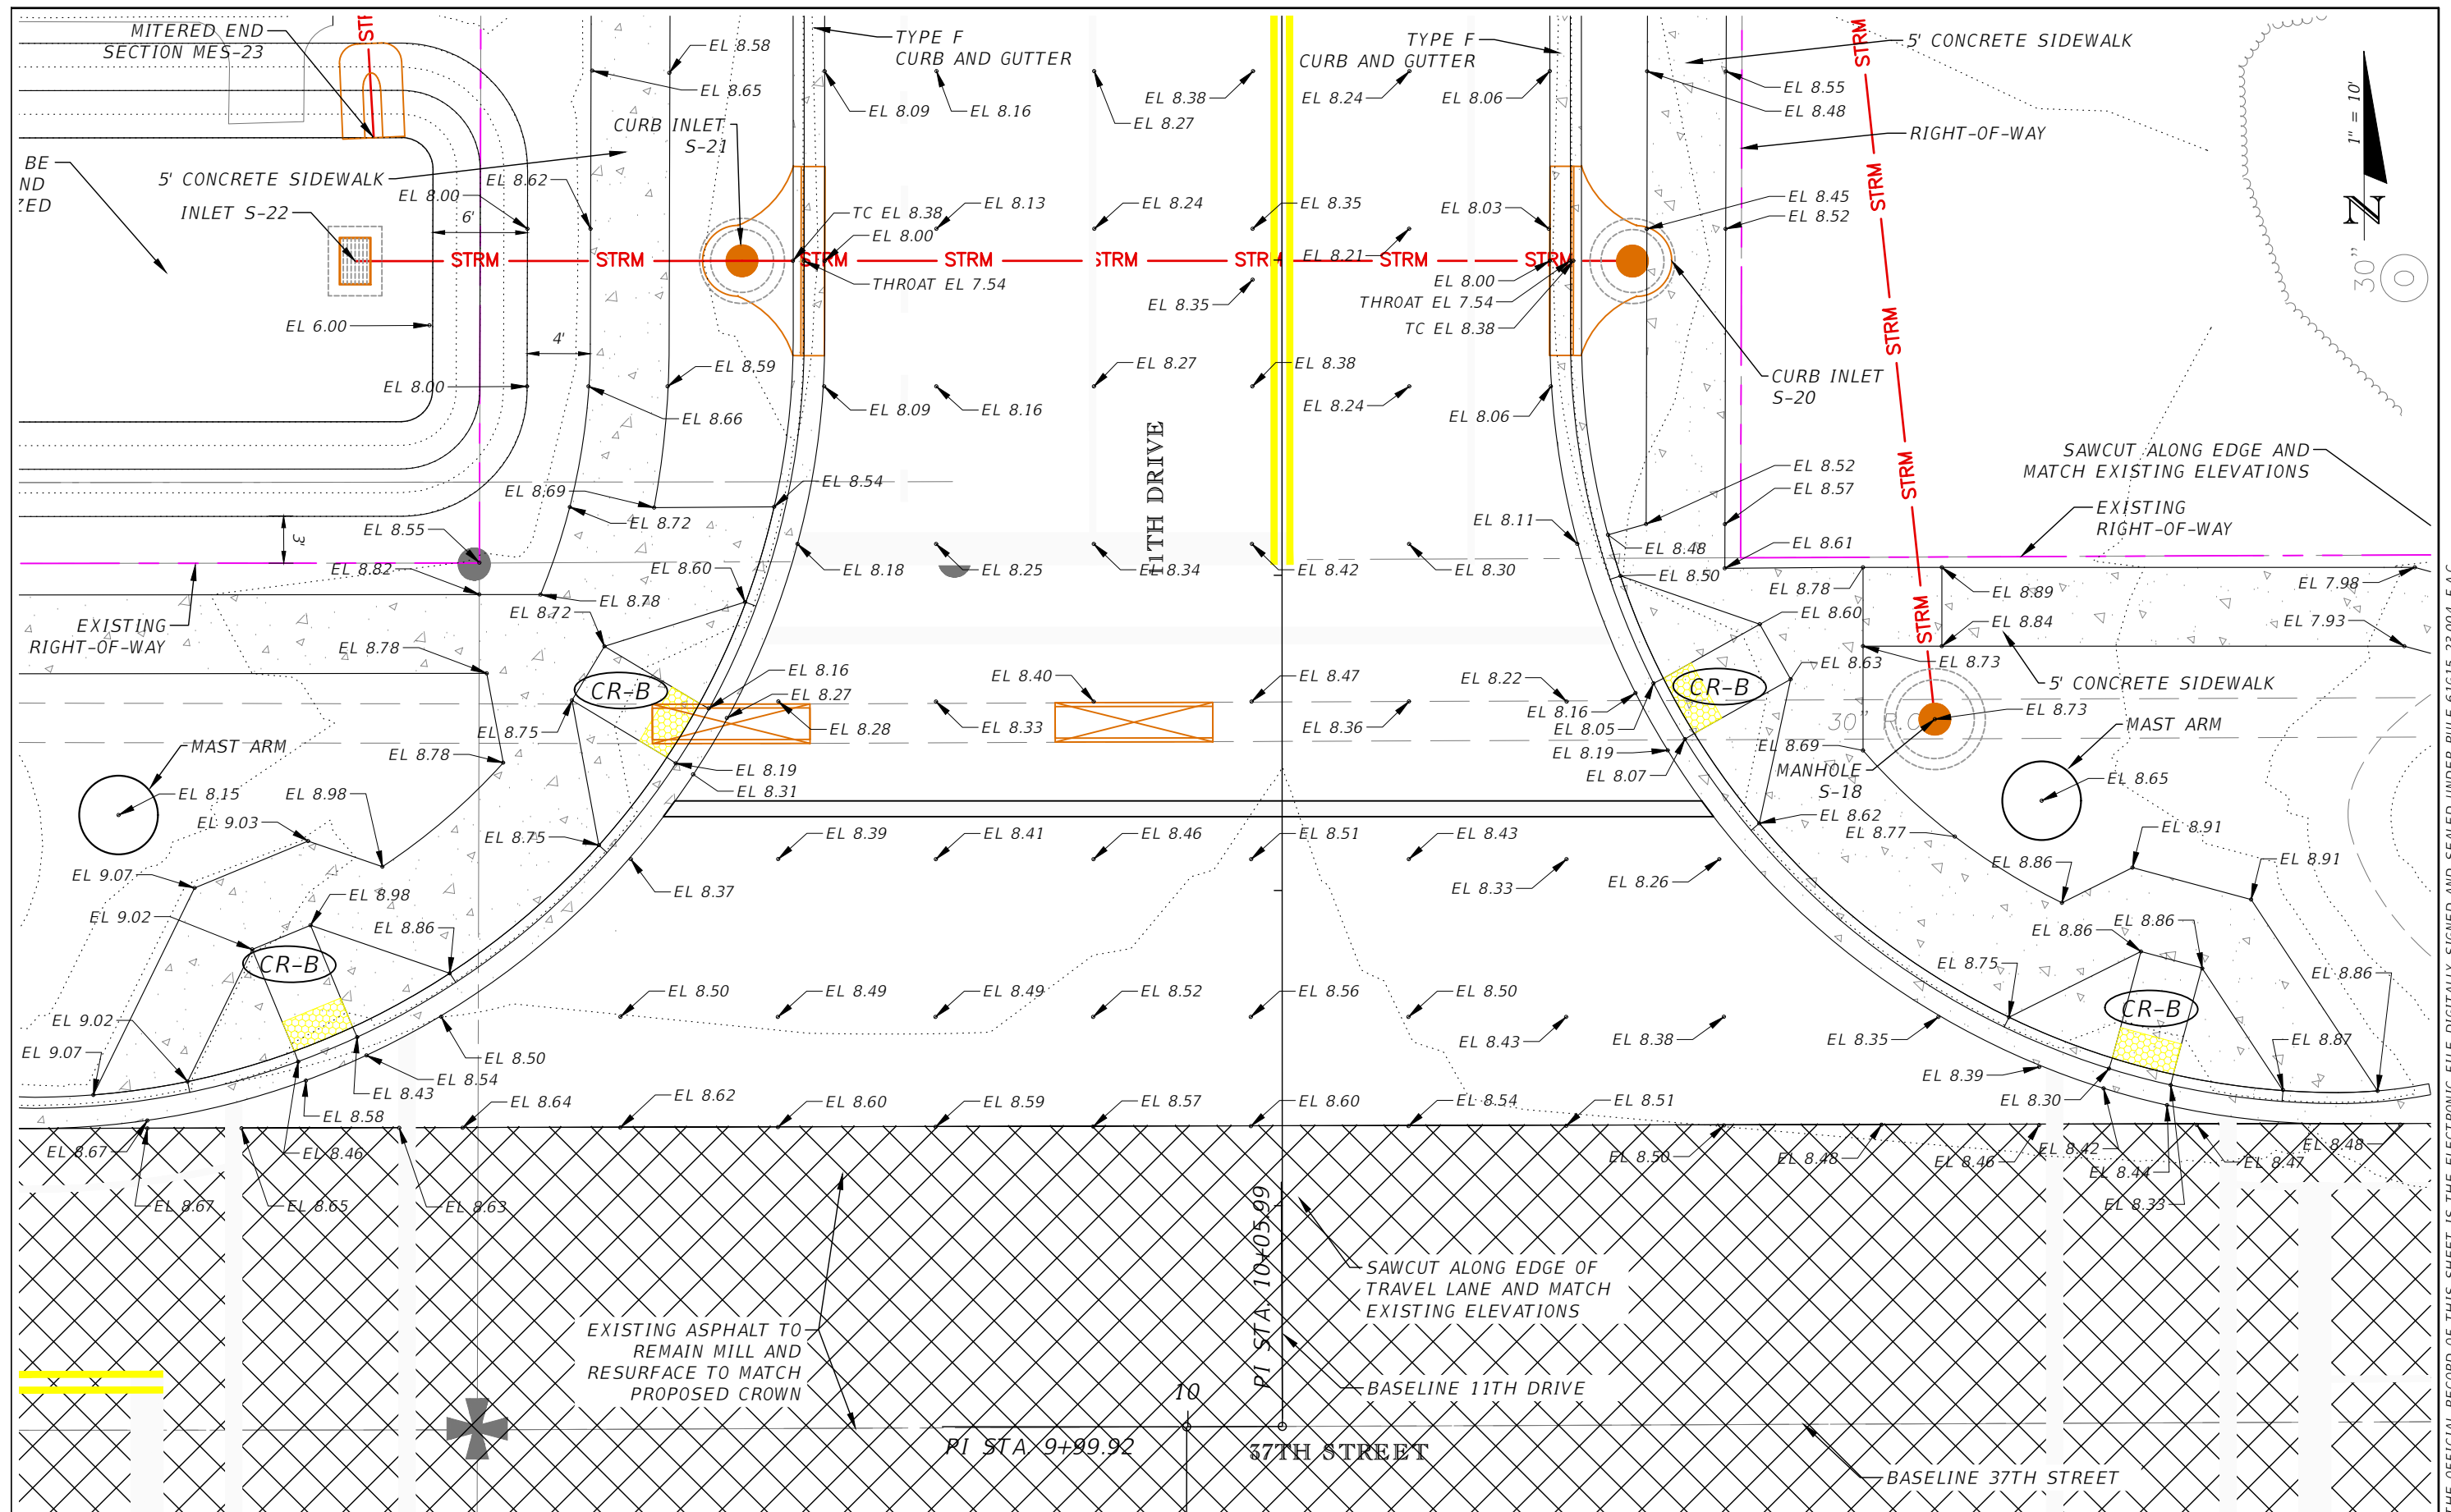 MITERED END
SECTION MES-23
STRM
EL 8.58
EL 8.65
TYPE F
CURB AND GUTTER
EL 8.09
EL 8.16
EL 8.27
EL 8.38
TYPE F
CURB AND GUTTER
EL 8.24
EL 8.06
STRM
5' CONCRETE SIDEWALK
EL 8.55
EL 8.48
RIGHT-OF-WAY
1" = 10'
N
30"
BE
ND
ZED
5' CONCRETE SIDEWALK
INLET S-22
EL 8.00
6'
EL 8.62
CURB INLET
S-21
TC EL 8.38
EL 8.00
THROAT EL 7.54
EL 8.13
EL 8.24
EL 8.35
EL 8.21
EL 8.03
EL 8.45
EL 8.52
STRM
STRM
STRM
STRM
STRM
STRM
STRM
STRM
STRM
EL 8.35
EL 8.00
THROAT EL 7.54
TC EL 8.38
STRM
STRM
EL 6.00
4'
EL 8.00
EL 8.59
EL 8.66
EL 8.09
EL 8.16
EL 8.27
EL 8.38
EL 8.24
EL 8.06
CURB INLET
S-20
11TH DRIVE
SAWCUT ALONG EDGE AND
MATCH EXISTING ELEVATIONS
EXISTING
RIGHT-OF-WAY
STRM
STRM
EL 8.69
EL 8.72
EL 8.54
EL 8.55
3'
EL 8.82
EL 8.78
EL 8.60
EL 8.72
EL 8.18
EL 8.25
EL 8.34
EL 8.42
EL 8.30
EL 8.11
EL 8.52
EL 8.57
EL 8.48
EL 8.61
EL 8.50
EL 8.78
EL 8.60
EL 8.89
EL 8.84
EL 7.98
EL 7.93
EXISTING
RIGHT-OF-WAY
EL 8.78
CR-B
EL 8.16
EL 8.27
EL 8.28
EL 8.33
EL 8.40
EL 8.47
EL 8.36
EL 8.22
EL 8.16
EL 8.05
EL 8.19
EL 8.07
CR-B
EL 8.63
EL 8.73
5' CONCRETE SIDEWALK
EL 8.73
MAST ARM
EL 8.69
MANHOLE
S-18
EL 8.65
EL 8.75
EL 8.78
EL 8.19
EL 8.31
MAST ARM
EL 8.15
EL 8.98
EL 9.03
EL 9.07
EL 8.75
EL 8.37
EL 8.39
EL 8.41
EL 8.46
EL 8.51
EL 8.43
EL 8.33
EL 8.26
EL 8.62
EL 8.77
EL 8.86
EL 8.91
EL 8.91
EL 9.02
EL 8.98
EL 8.86
CR-B
EL 8.86
EL 8.86
EL 8.75
EL 8.86
CR-B
EL 9.02
EL 9.07
EL 8.50
EL 8.54
EL 8.43
EL 8.58
EL 8.46
EL 8.50
EL 8.49
EL 8.49
EL 8.52
EL 8.56
EL 8.50
EL 8.43
EL 8.38
EL 8.35
EL 8.39
EL 8.30
EL 8.87
EL 8.67
EL 8.67
EL 8.65
EL 8.63
EL 8.64
EL 8.62
EL 8.60
EL 8.59
EL 8.57
EL 8.60
EL 8.54
EL 8.51
EL 8.50
EL 8.48
EL 8.46
EL 8.42
EL 8.44
EL 8.33
EL 8.47
EL 8.48
PI STA. 10+05.99
SAWCUT ALONG EDGE OF
TRAVEL LANE AND MATCH
EXISTING ELEVATIONS
EXISTING ASPHALT TO
REMAIN MILL AND
RESURFACE TO MATCH
PROPOSED CROWN
BASELINE 11TH DRIVE
10
PI STA. 9+99.92
37TH STREET
BASELINE 37TH STREET